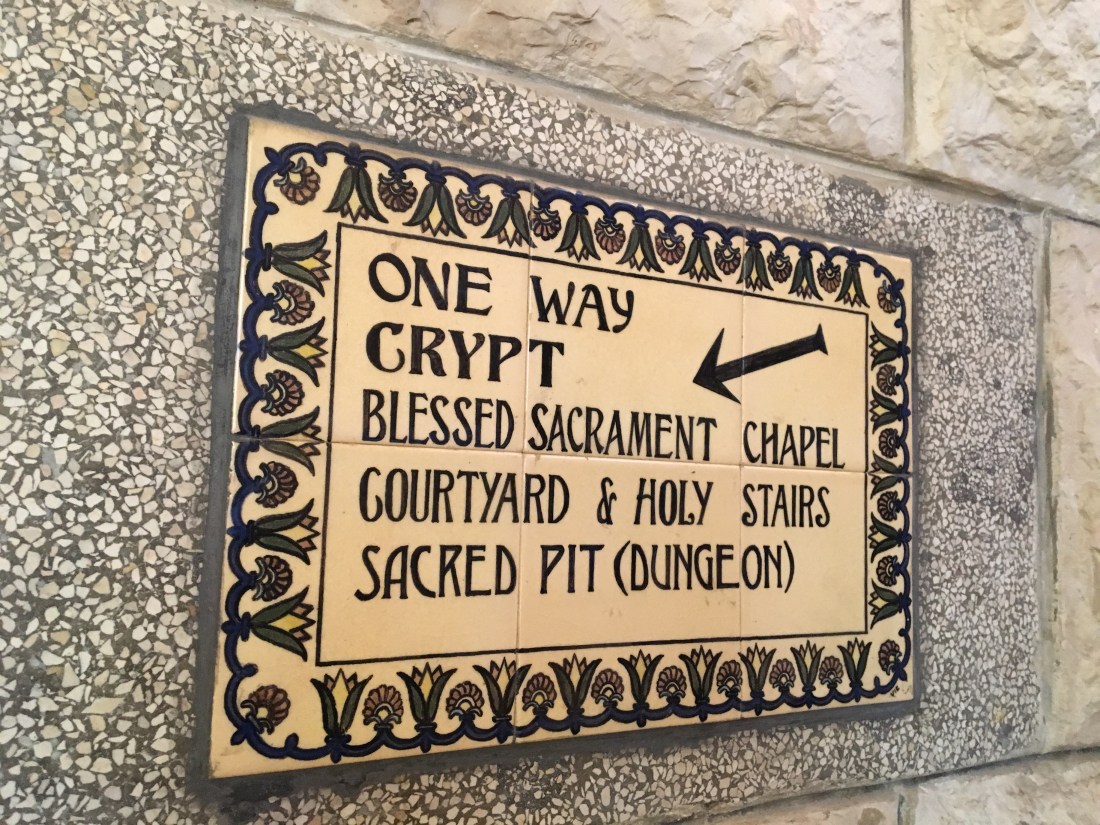 ONE WAY
CRYPT
BLESSED SACRAMENT CHAPEL
COURTYARD & HOLY STAIRS
SACRED PIT (DUNGEON)